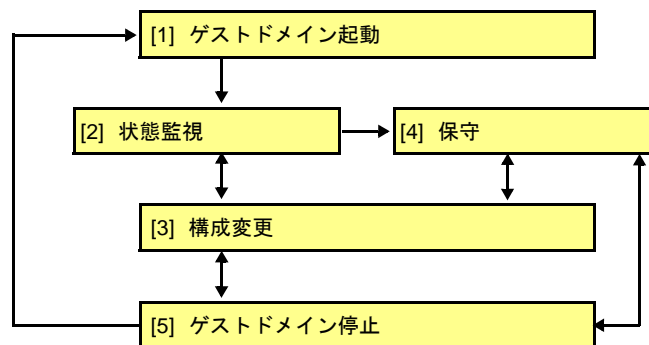 [1] ゲストドメイン起動
[2] 状態監視
[4] 保守
[3] 構成変更
[5] ゲストドメイン停止